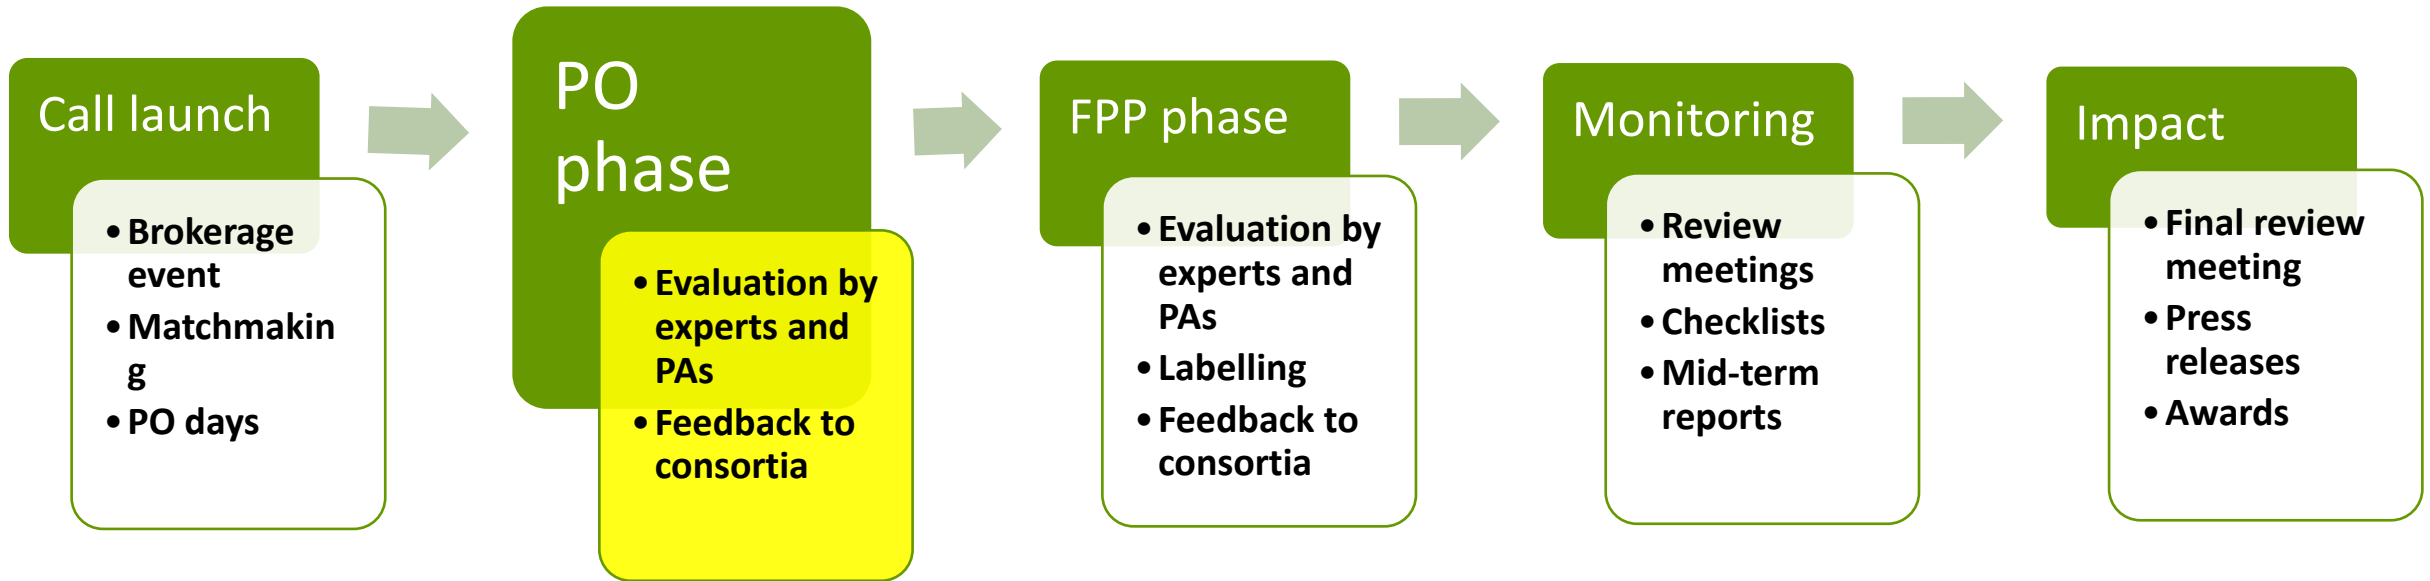 Call launch
• Brokerage
event
• Matchmakin
g
• PO days
PO
phase
• Evaluation by
experts and
PAs
• Feedback to
consortia
FPP phase
• Evaluation by
experts and
PAs
• Labelling
• Feedback to
consortia
Monitoring
• Review
meetings
• Checklists
• Mid-term
reports
Impact
• Final review
meeting
• Press
releases
• Awards